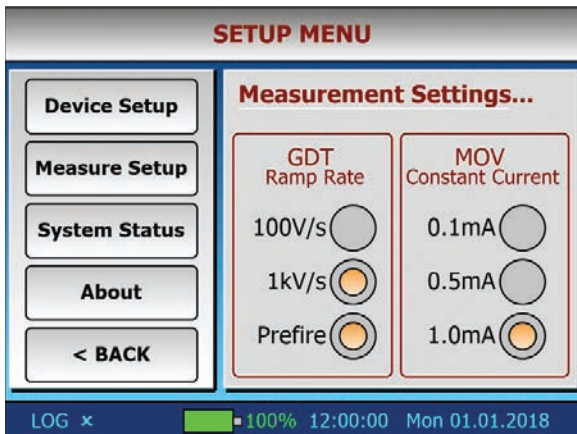 SETUP MENU
Device Setup
Measure Setup
System Status
About
< BACK
Measurement Settings...
GDT
Ramp Rate
100V/s
1kV/s
Prefire
MOV
Constant Current
0.1mA
0.5mA
1.0mA
LOG × 100% 12:00:00 Mon 01.01.2018